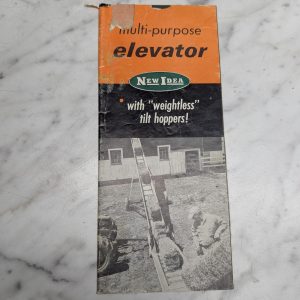 multi-purpose
elevator
NEW IDEA
with "weightless"
tilt hoppers!